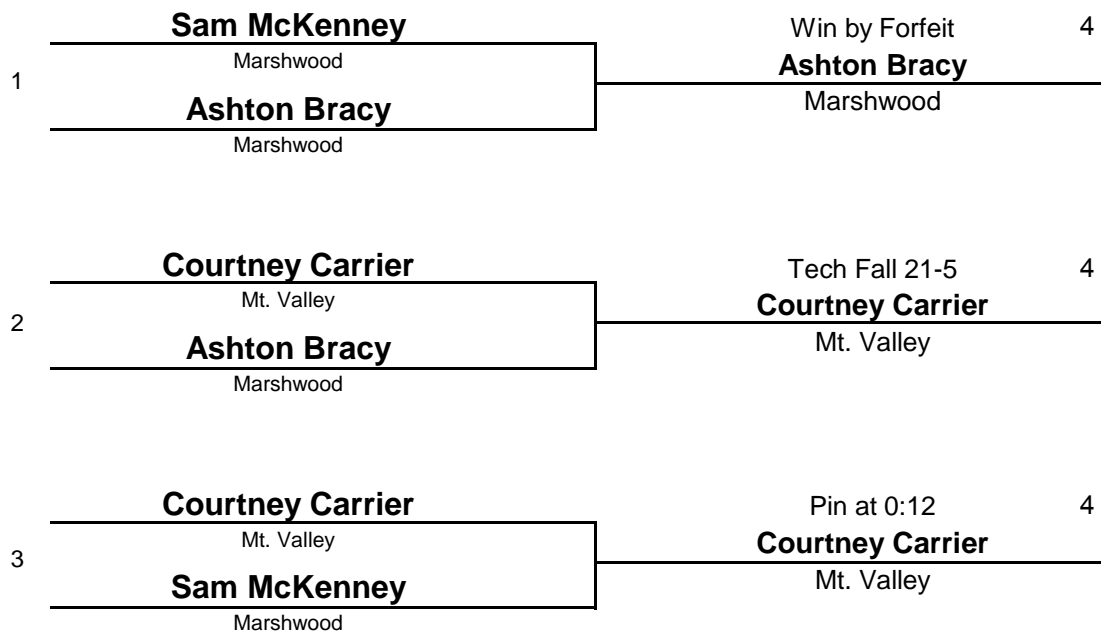 Sam McKenney
Marshwood
1
Ashton Bracy
Marshwood
Win by Forfeit 4
Ashton Bracy
Marshwood
Courtney Carrier
Mt. Valley
2
Ashton Bracy
Marshwood
Tech Fall 21-5 4
Courtney Carrier
Mt. Valley
Courtney Carrier
Mt. Valley
3
Sam McKenney
Marshwood
Pin at 0:12 4
Courtney Carrier
Mt. Valley